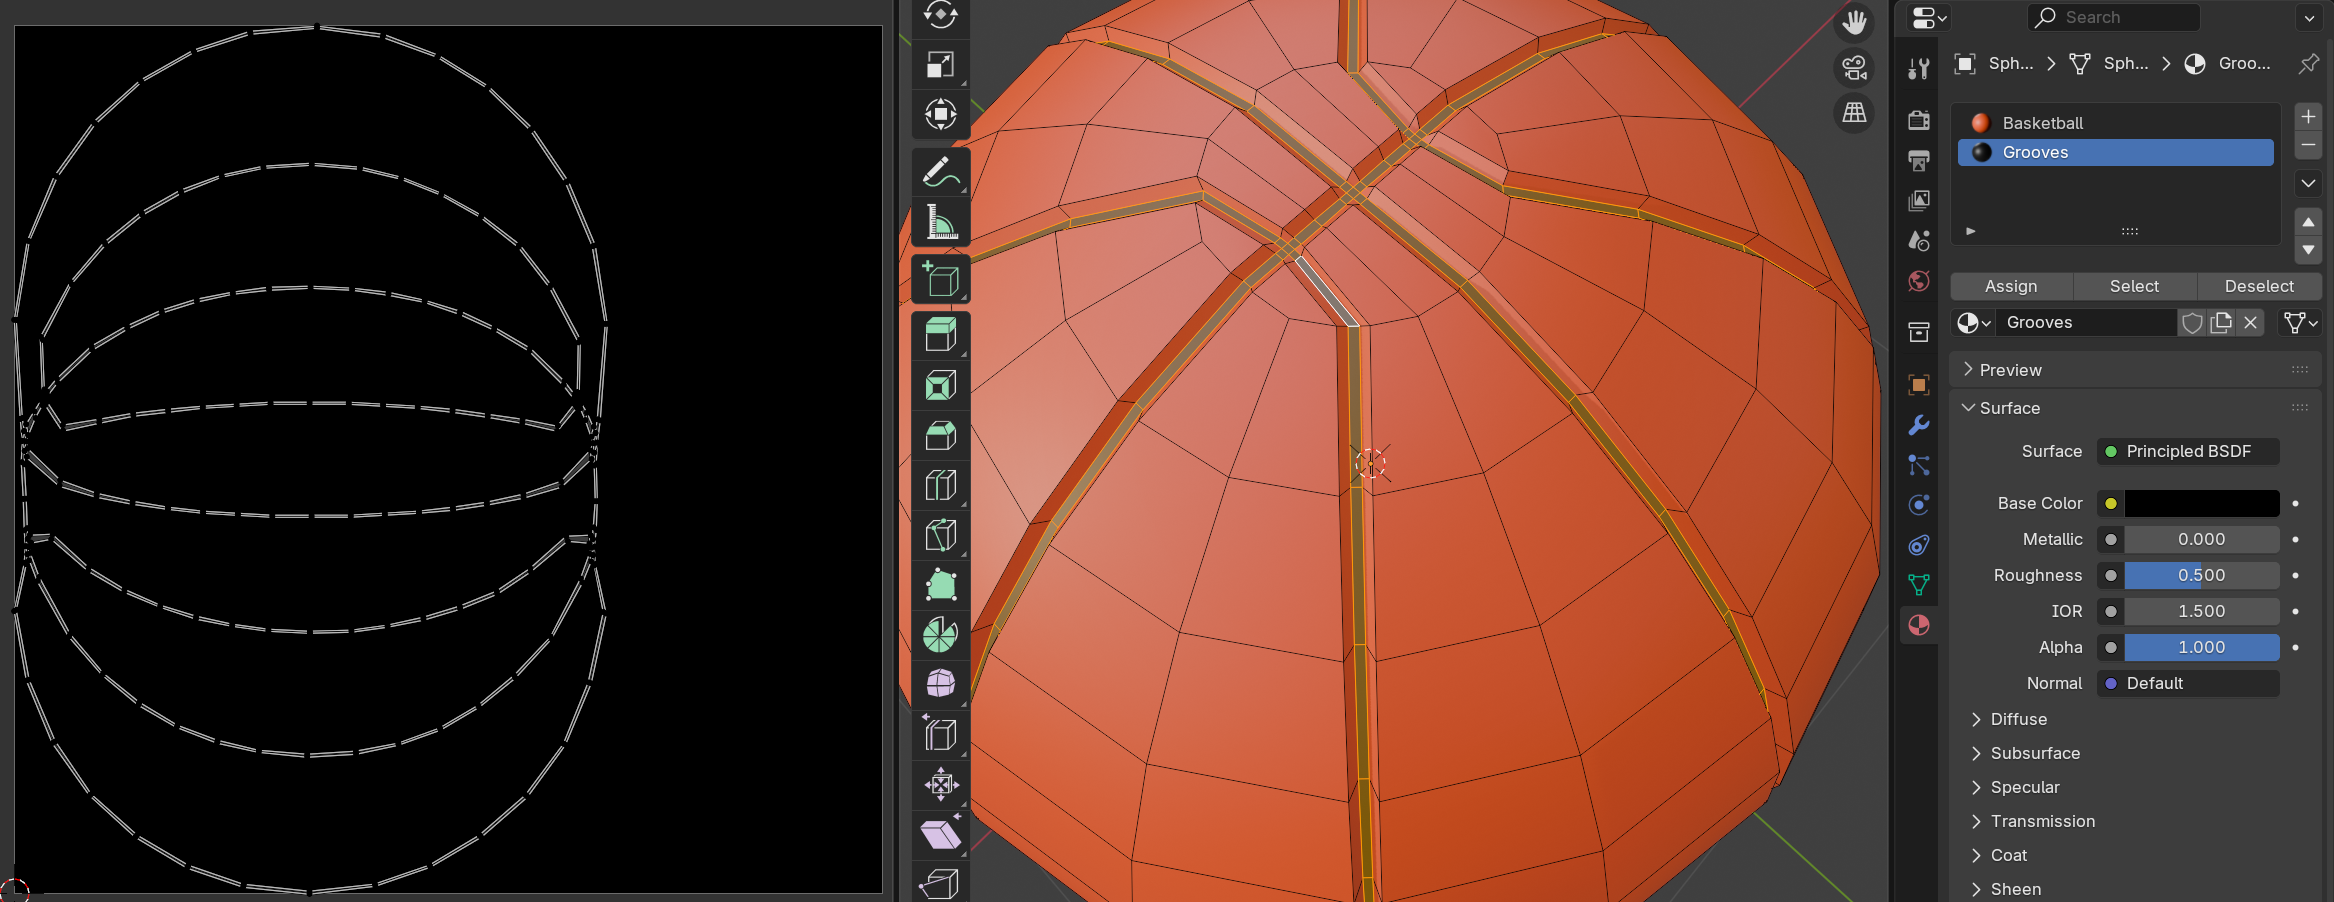 Search
Sph... Sph... Groo...
Basketball
Grooves
Assign Select Deselect
Grooves
Preview
Surface
Surface Principled BSDF
Base Color
Metallic 0.000
Roughness 0.500
IOR 1.500
Alpha 1.000
Normal Default
Diffuse
Subsurface
Specular
Transmission
Coat
Sheen